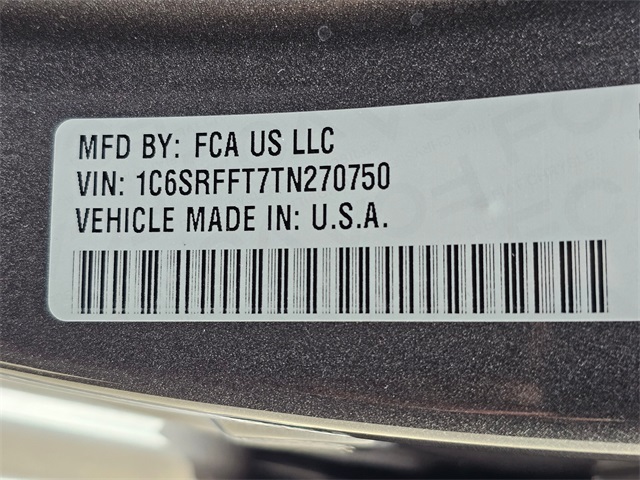 MFD BY: FCA US LLC
VIN: 1C6SRFFT7TN270750
VEHICLE MADE IN: U.S.A.